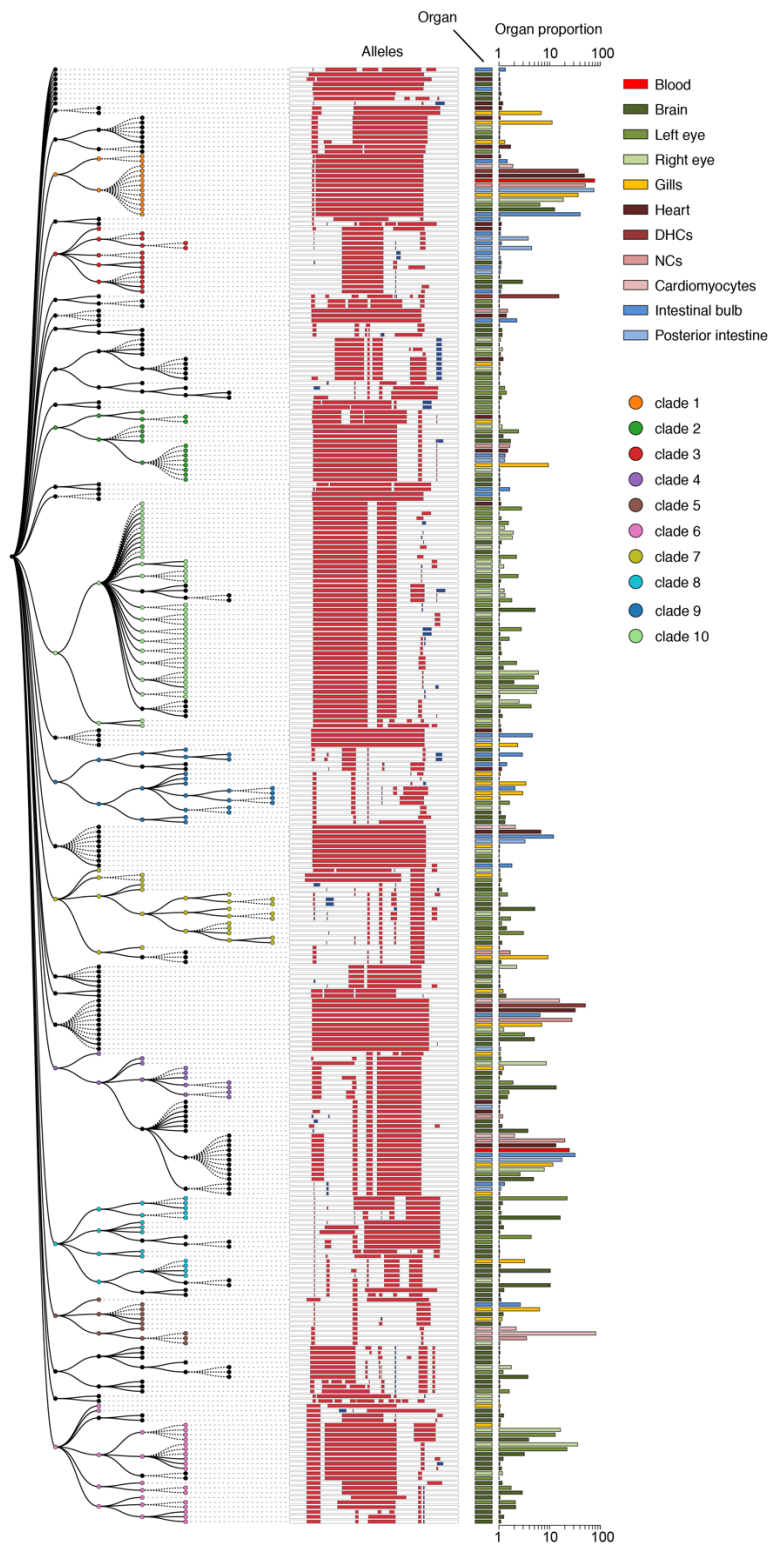 Organ
Alleles
Organ proportion
1 10 100
Blood
Brain
Left eye
Right eye
Gills
Heart
DHCs
NCs
Cardiomyocytes
Intestinal bulb
Posterior intestine
clade 1
clade 2
clade 3
clade 4
clade 5
clade 6
clade 7
clade 8
clade 9
clade 10
1 10 100